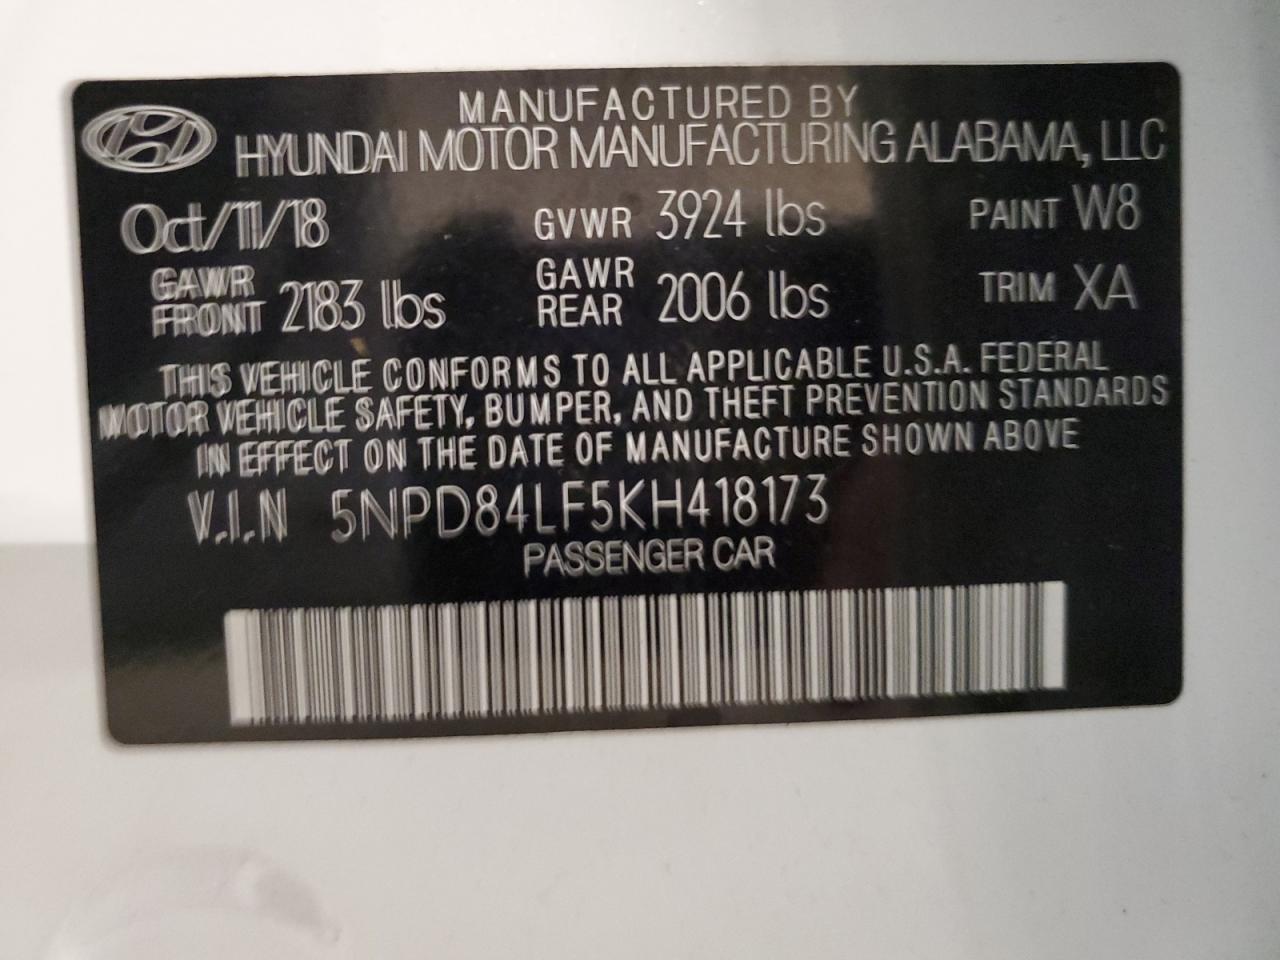 MANUFACTURED BY
HYUNDAI MOTOR MANUFACTURING ALABAMA, LLC
Oct/11/18 GVWR 3924 lbs PAINT W8
GAWR FRONT 2183 lbs GAWR REAR 2006 lbs TRIM XA
THIS VEHICLE CONFORMS TO ALL APPLICABLE U.S.A. FEDERAL
MOTOR VEHICLE SAFETY, BUMPER, AND THEFT PREVENTION STANDARDS
IN EFFECT ON THE DATE OF MANUFACTURE SHOWN ABOVE
V.I.N 5NPD84LF5KH418173
PASSENGER CAR